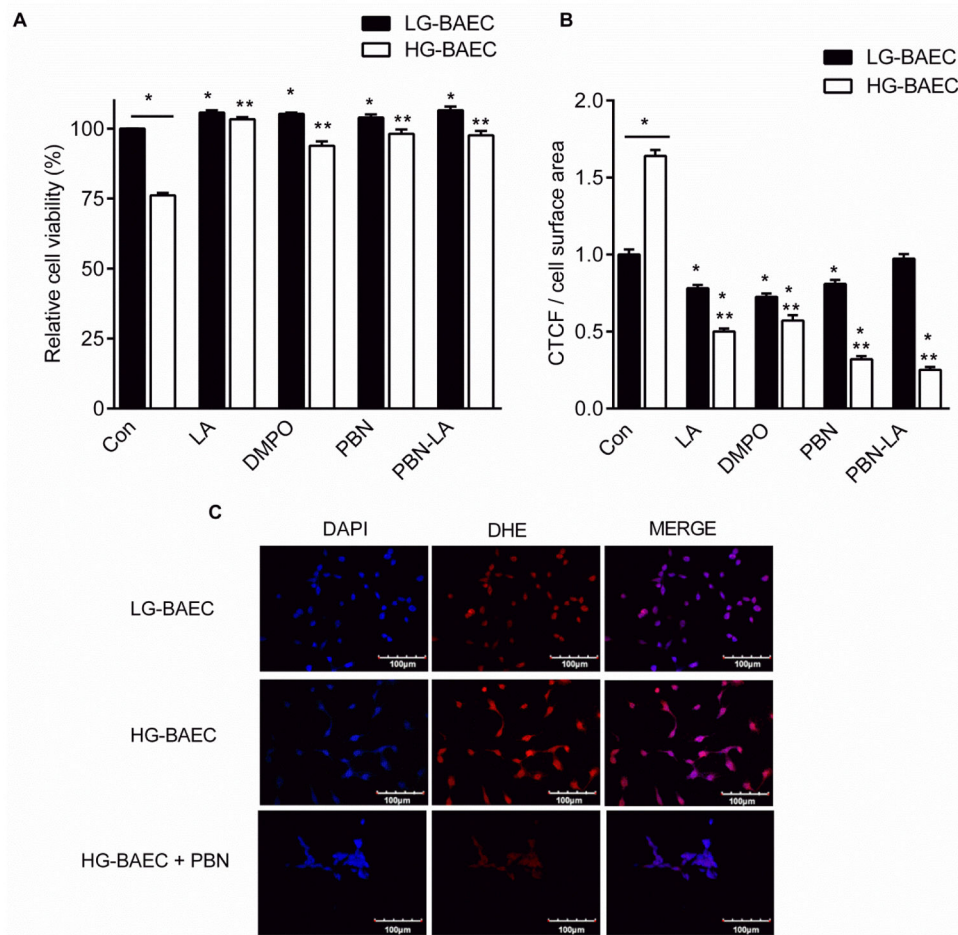 A
LG-BAEC
HG-BAEC
Relative cell viability (%)
100
75
50
25
0
*
*
**
*
**
*
**
*
**
Con
LA
DMPO
PBN
PBN-LA
B
LG-BAEC
HG-BAEC
CTCF / cell surface area
2.0
1.5
1.0
0.5
0.0
*
*
*
**
*
*
**
*
*
**
*
**
Con
LA
DMPO
PBN
PBN-LA
C
DAPI DHE MERGE
LG-BAEC
100μm 100μm 100μm
HG-BAEC
100μm 100μm 100μm
HG-BAEC + PBN
100μm 100μm 100μm